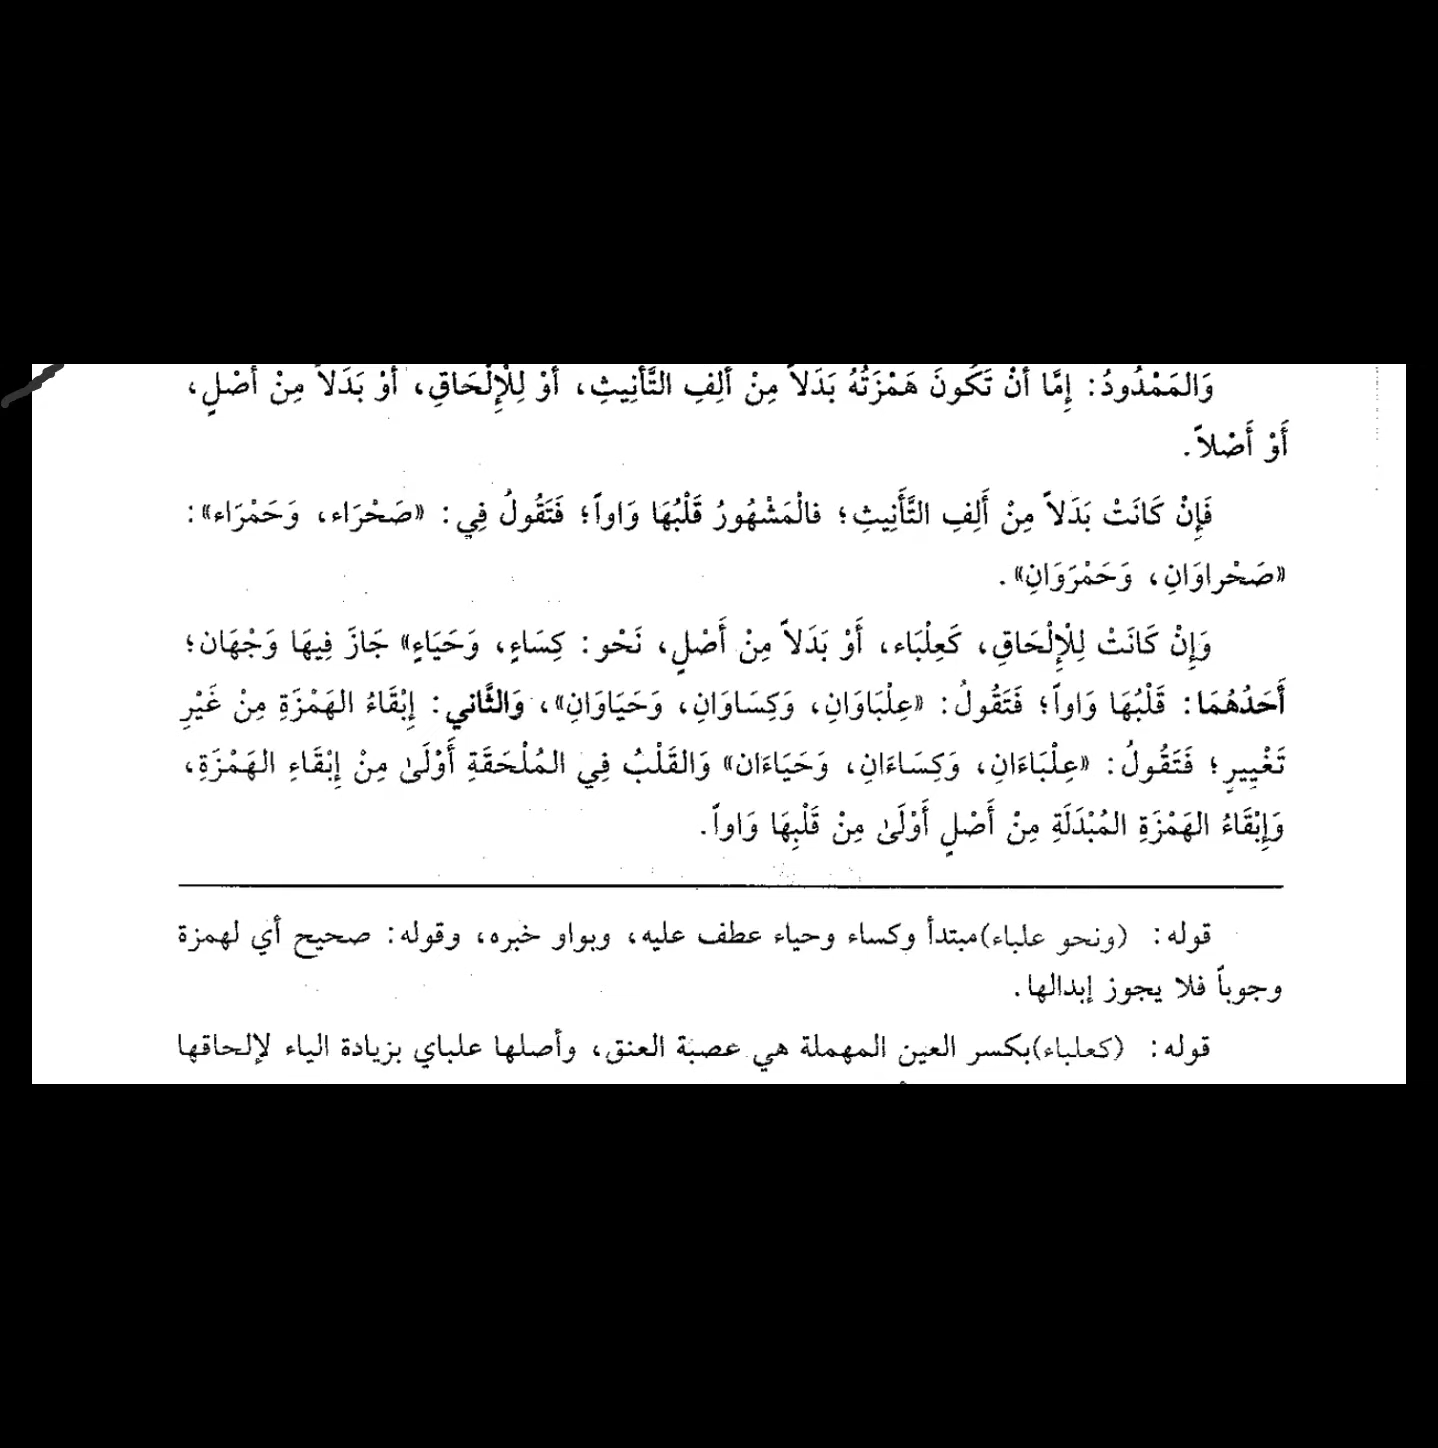 وَالمَمْدُودُ: إِمَّا أَنْ تَكُونَ هَمْزَتُهُ بَدَلاً مِنْ أَلِفِ التَّأْنِيثِ، أَوْ لِلْإِلْحَاقِ، أَوْ بَدَلاً مِنْ أَصْلٍ،
أَوْ أَصْلاً.
فَإِنْ كَانَتْ بَدَلاً مِنْ أَلِفِ التَّأْنِيثِ؛ فالْمَشْهُورُ قَلْبُهَا وَاواً؛ فَتَقُولُ فِي: «صَحْرَاء، وَحَمْرَاء»:
«صَحْراوَانِ، وَحَمْرَوَانِ».
وَإِنْ كَانَتْ لِلْإِلْحَاقِ، كَعِلْبَاء، أَوْ بَدَلاً مِنْ أَصْلٍ، نَحْو: كِسَاءٍ، وَحَيَاءٍ» جَازَ فِيهَا وَجْهَان؛
أَحَدُهُمَا: قَلْبُهَا وَاواً؛ فَتَقُولُ: «عِلْبَاوَانِ، وَكِسَاوَانِ، وَحَيَاوَانِ»، وَالثَّاني: إِبْقَاءُ الهَمْزَةِ مِنْ غَيْرِ
تَغْيِيرٍ؛ فَتَقُولُ: «عِلْبَاءَانِ، وَكِسَاءَانِ، وَحَيَاءَان» وَالقَلْبُ فِي المُلْحَقَةِ أَوْلَىٰ مِنْ إِبْقَاءِ الهَمْزَةِ،
وَإِبْقَاءُ الهَمْزَةِ المُبْدَلَةِ مِنْ أَصْلٍ أَوْلَىٰ مِنْ قَلْبِهَا وَاواً.
قوله: (ونحو علباء)مبتدأ وكساء وحياء عطف عليه، وبواو خبره، وقوله: صحيح أي لهمزة
وجوباً فلا يجوز إبدالها.
قوله: (كعلباء)بكسر العين المهملة هي عصبة العنق، وأصلها علباي بزيادة الياء لإلحاقها